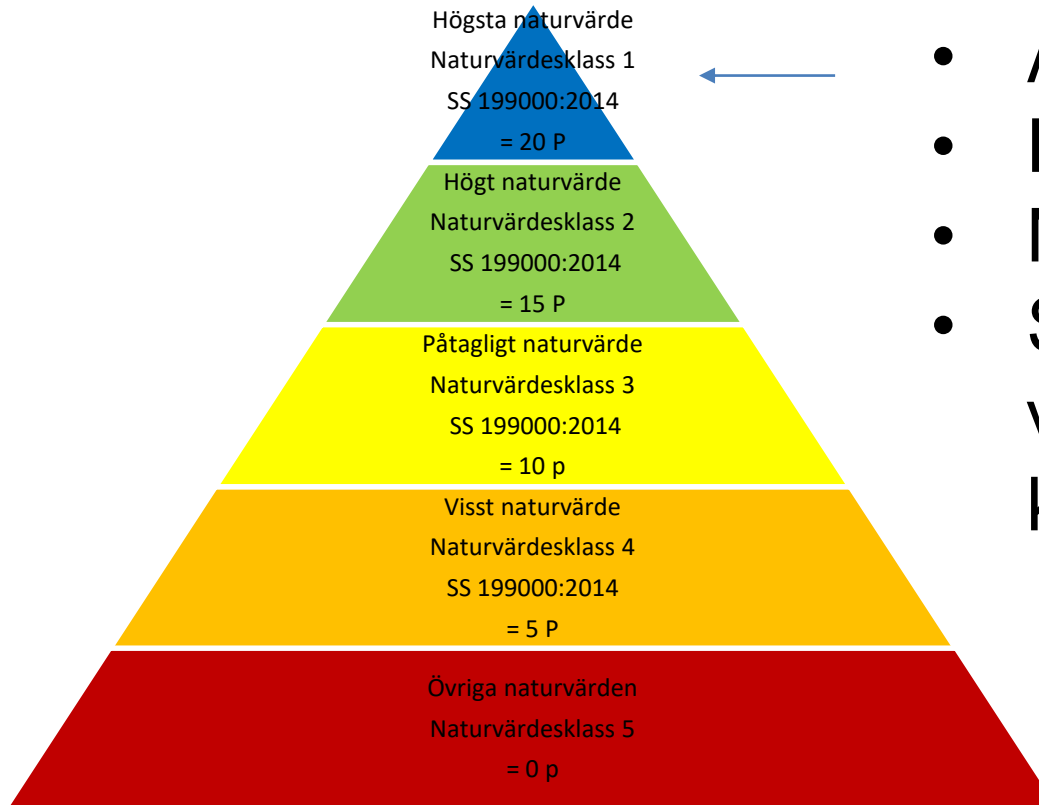 Högsta naturvärde
Naturvärdesklass 1
SS 199000:2014
= 20 P
Högt naturvärde
Naturvärdesklass 2
SS 199000:2014
= 15 P
Påtagligt naturvärde
Naturvärdesklass 3
SS 199000:2014
= 10 p
Visst naturvärde
Naturvärdesklass 4
SS 199000:2014
= 5 P
Övriga naturvärden
Naturvärdesklass 5
= 0 p